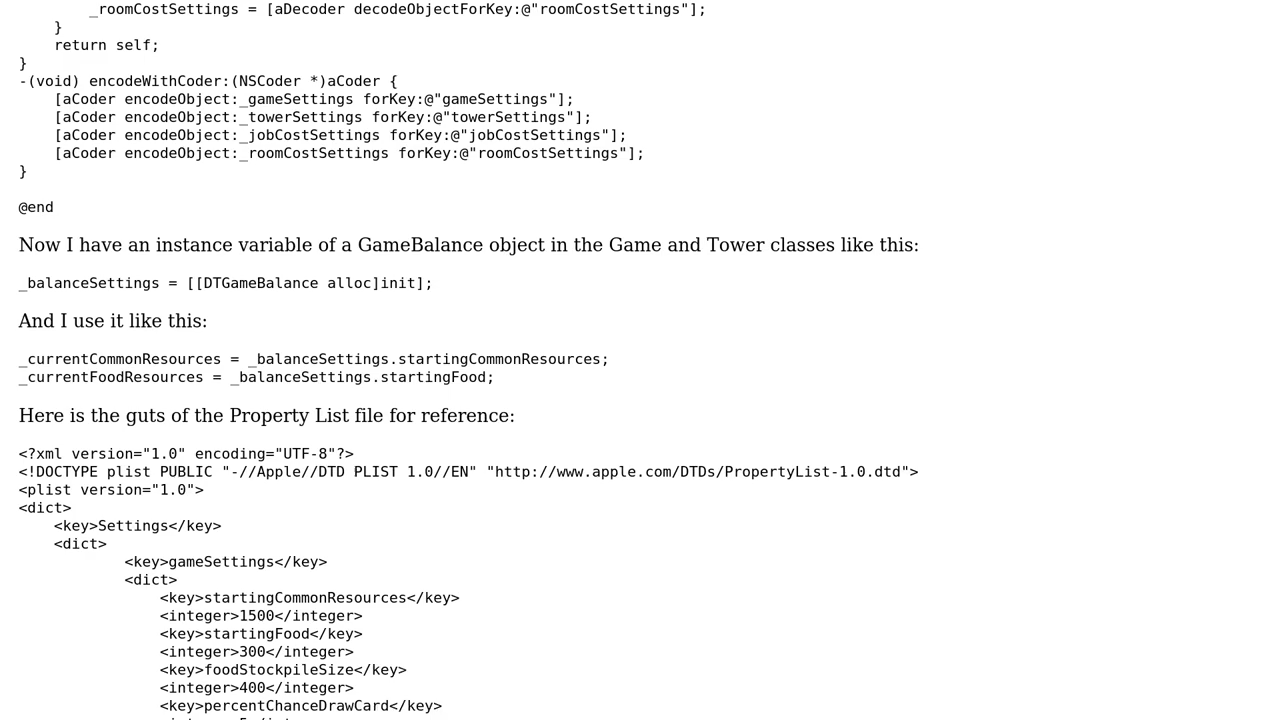 _roomCostSettings = [aDecoder decodeObjectForKey:@"roomCostSettings"];
    }
    return self;
}
-(void) encodeWithCoder:(NSCoder *)aCoder {
    [aCoder encodeObject:_gameSettings forKey:@"gameSettings"];
    [aCoder encodeObject:_towerSettings forKey:@"towerSettings"];
    [aCoder encodeObject:_jobCostSettings forKey:@"jobCostSettings"];
    [aCoder encodeObject:_roomCostSettings forKey:@"roomCostSettings"];
}

@end
Now I have an instance variable of a GameBalance object in the Game and Tower classes like this:
_balanceSettings = [[DTGameBalance alloc]init];
And I use it like this:
_currentCommonResources = _balanceSettings.startingCommonResources;
_currentFoodResources = _balanceSettings.startingFood;
Here is the guts of the Property List file for reference:
<?xml version="1.0" encoding="UTF-8"?>
<!DOCTYPE plist PUBLIC "-//Apple//DTD PLIST 1.0//EN" "http://www.apple.com/DTDs/PropertyList-1.0.dtd">
<plist version="1.0">
<dict>
    <key>Settings</key>
    <dict>
            <key>gameSettings</key>
            <dict>
                <key>startingCommonResources</key>
                <integer>1500</integer>
                <key>startingFood</key>
                <integer>300</integer>
                <key>foodStockpileSize</key>
                <integer>400</integer>
                <key>percentChanceDrawCard</key>